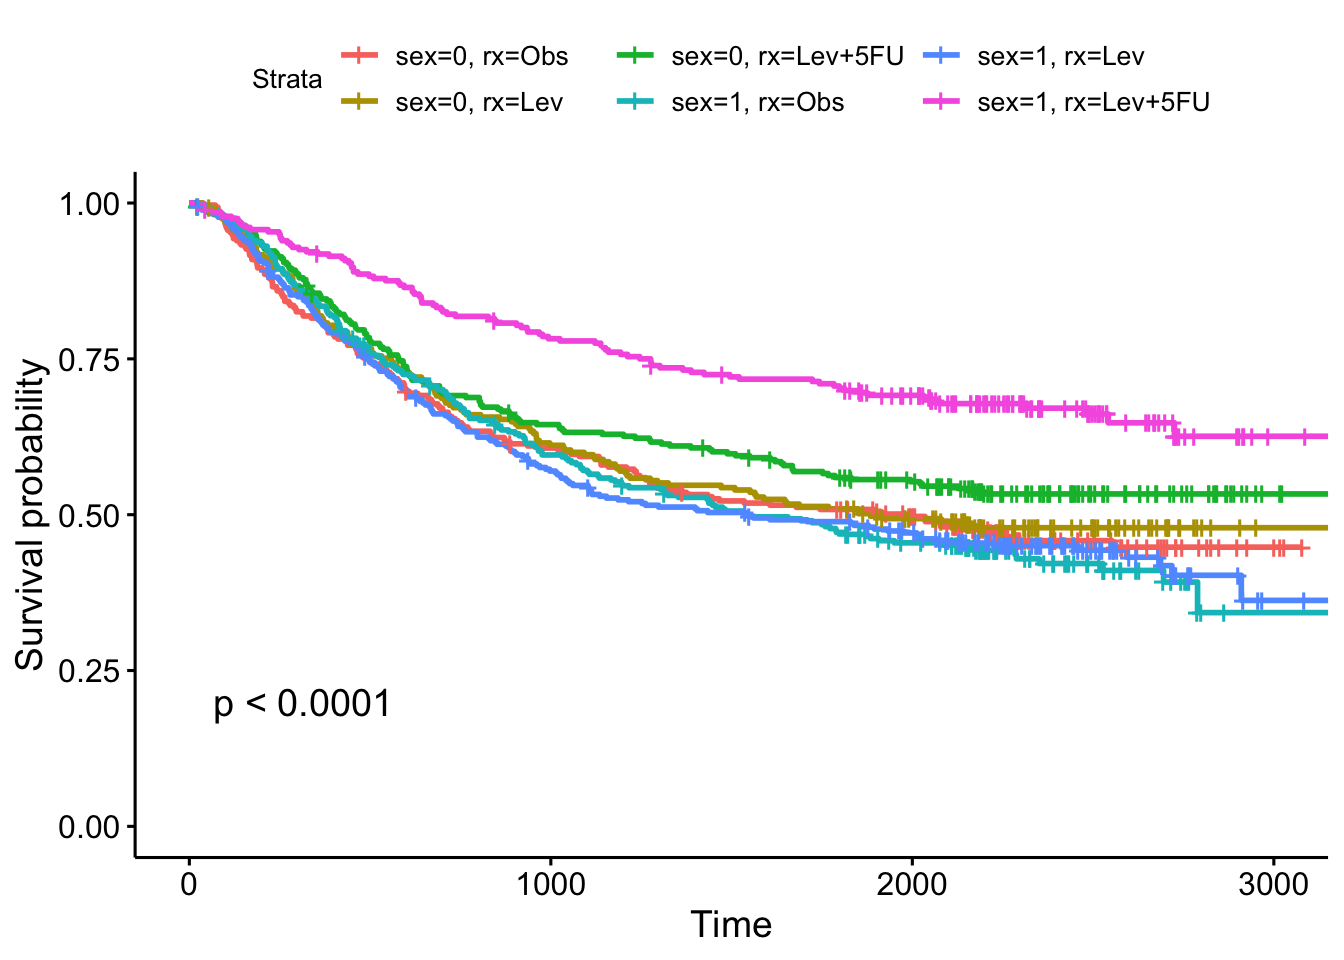 Strata
sex=0, rx=Obs
sex=0, rx=Lev+5FU
sex=1, rx=Lev
sex=0, rx=Lev
sex=1, rx=Obs
sex=1, rx=Lev+5FU
Survival probability
1.00
0.75
0.50
0.25
0.00
p < 0.0001
0 1000 2000 3000
Time